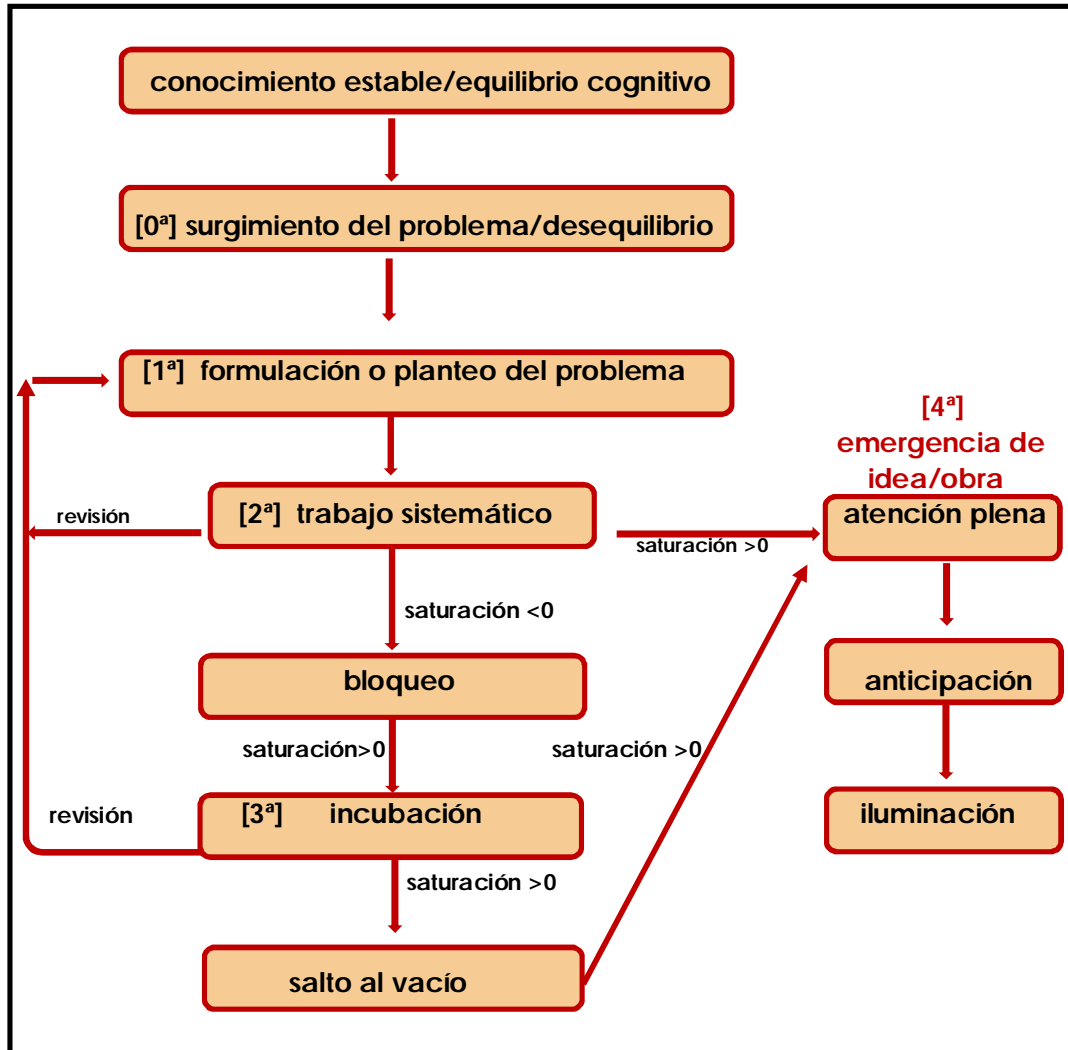 conocimiento estable/equilibrio cognitivo
[0ª] surgimiento del problema/desequilibrio
[1ª] formulación o planteo del problema
[4ª]
emergencia de
idea/obra
revisión
[2ª] trabajo sistemático
saturación >0
atención plena
saturación <0
bloqueo
anticipación
saturación>0
saturación >0
revisión
[3ª] incubación
iluminación
saturación >0
salto al vacío